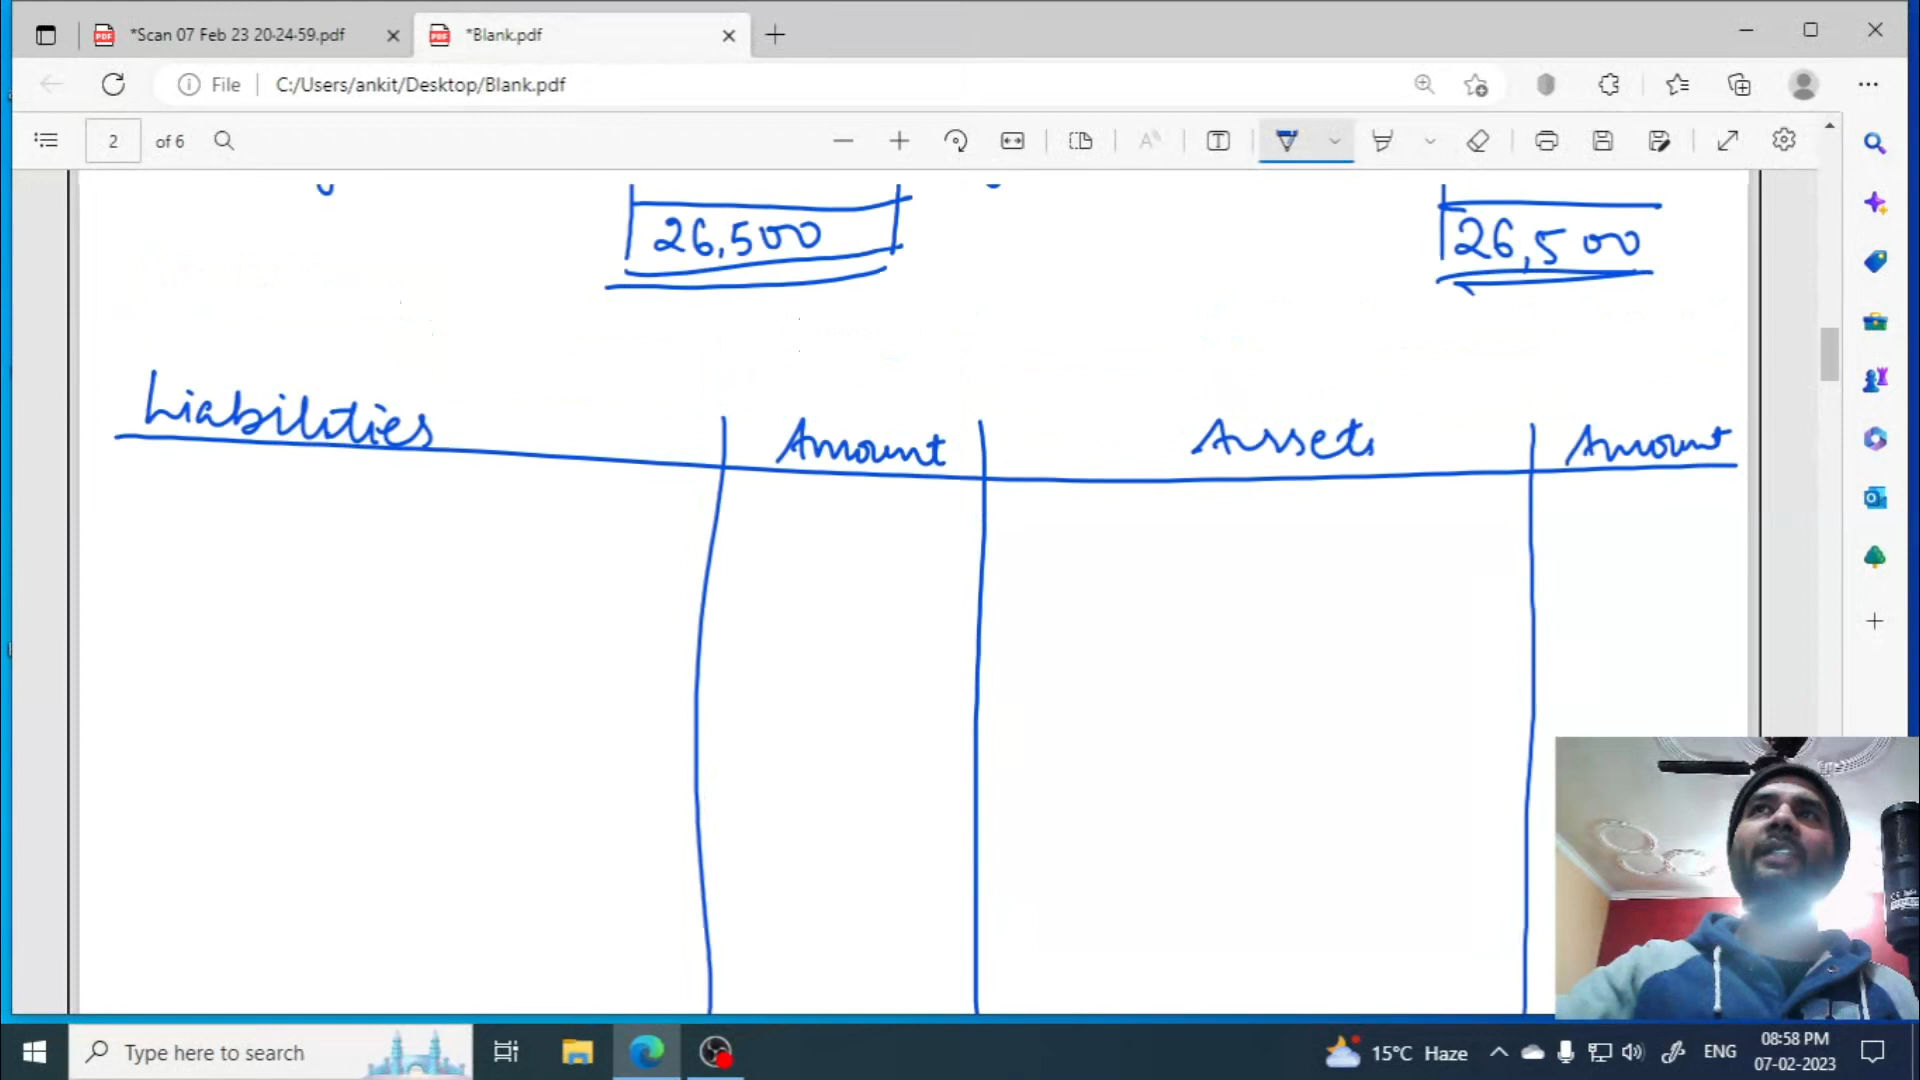 *Scan 07 Feb 23 20-24-59.pdf
*Blank.pdf
File
C:/Users/ankit/Desktop/Blank.pdf
2 of 6
26,500 26,500
Liabilities Amount Assets Amount
Type here to search
15°C Haze
ENG
08:58 PM
07-02-2023